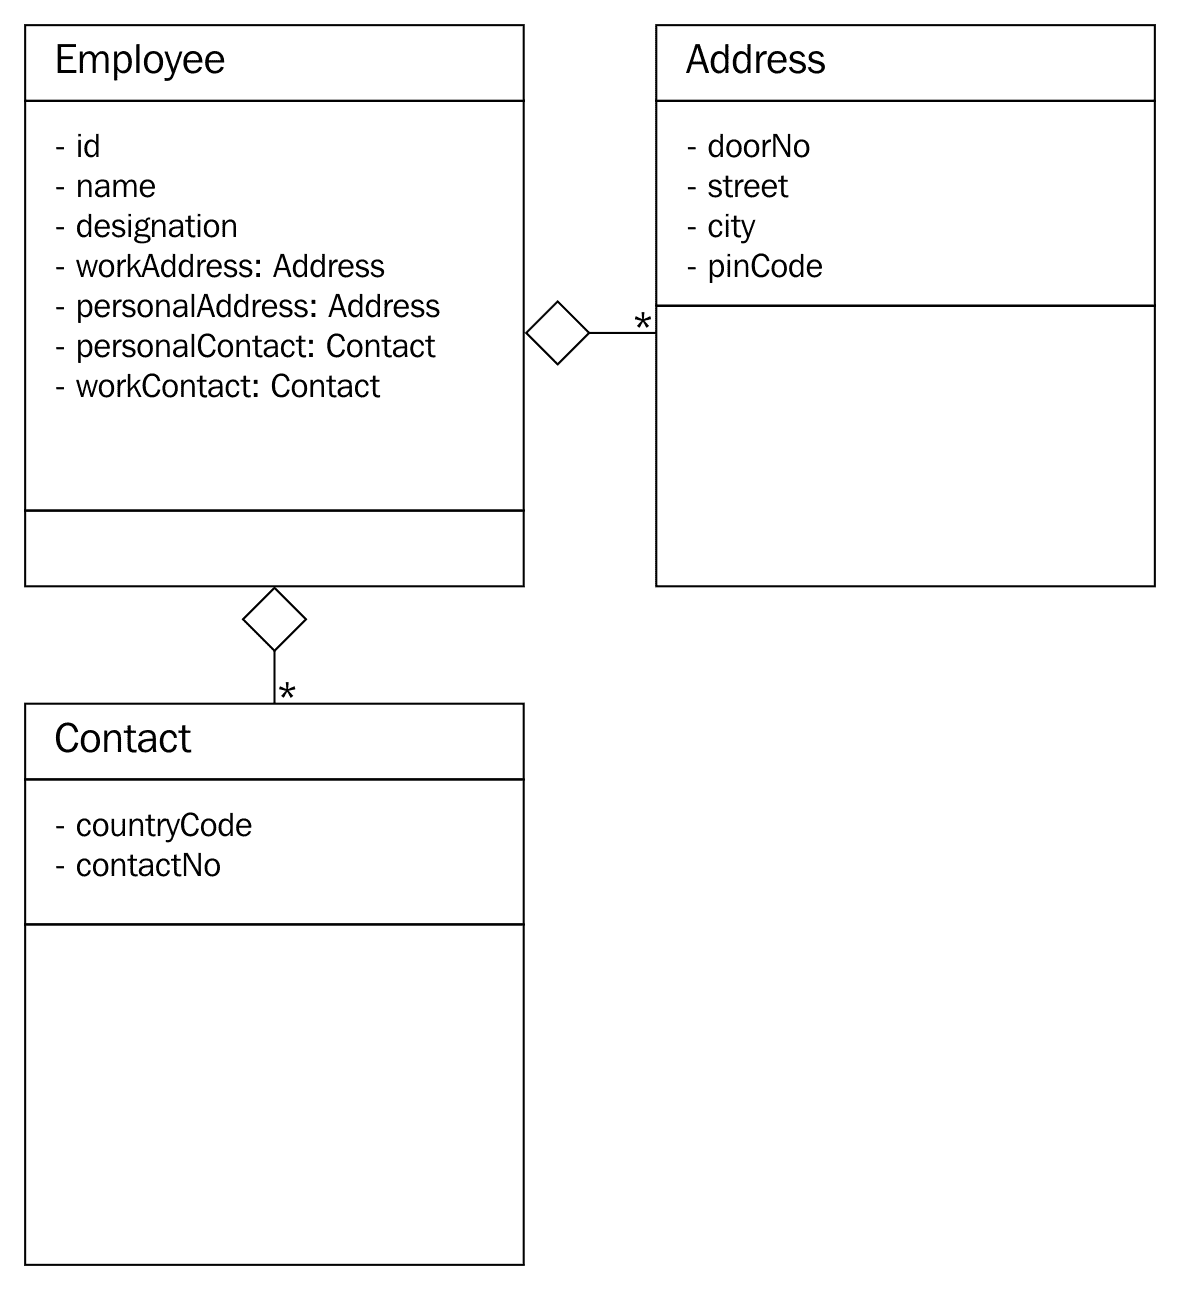 Employee
- id
- name
- designation
- workAddress: Address
- personalAddress: Address
- personalContact: Contact
- workContact: Contact
Address
- doorNo
- street
- city
- pinCode
*
*
Contact
- countryCode
- contactNo